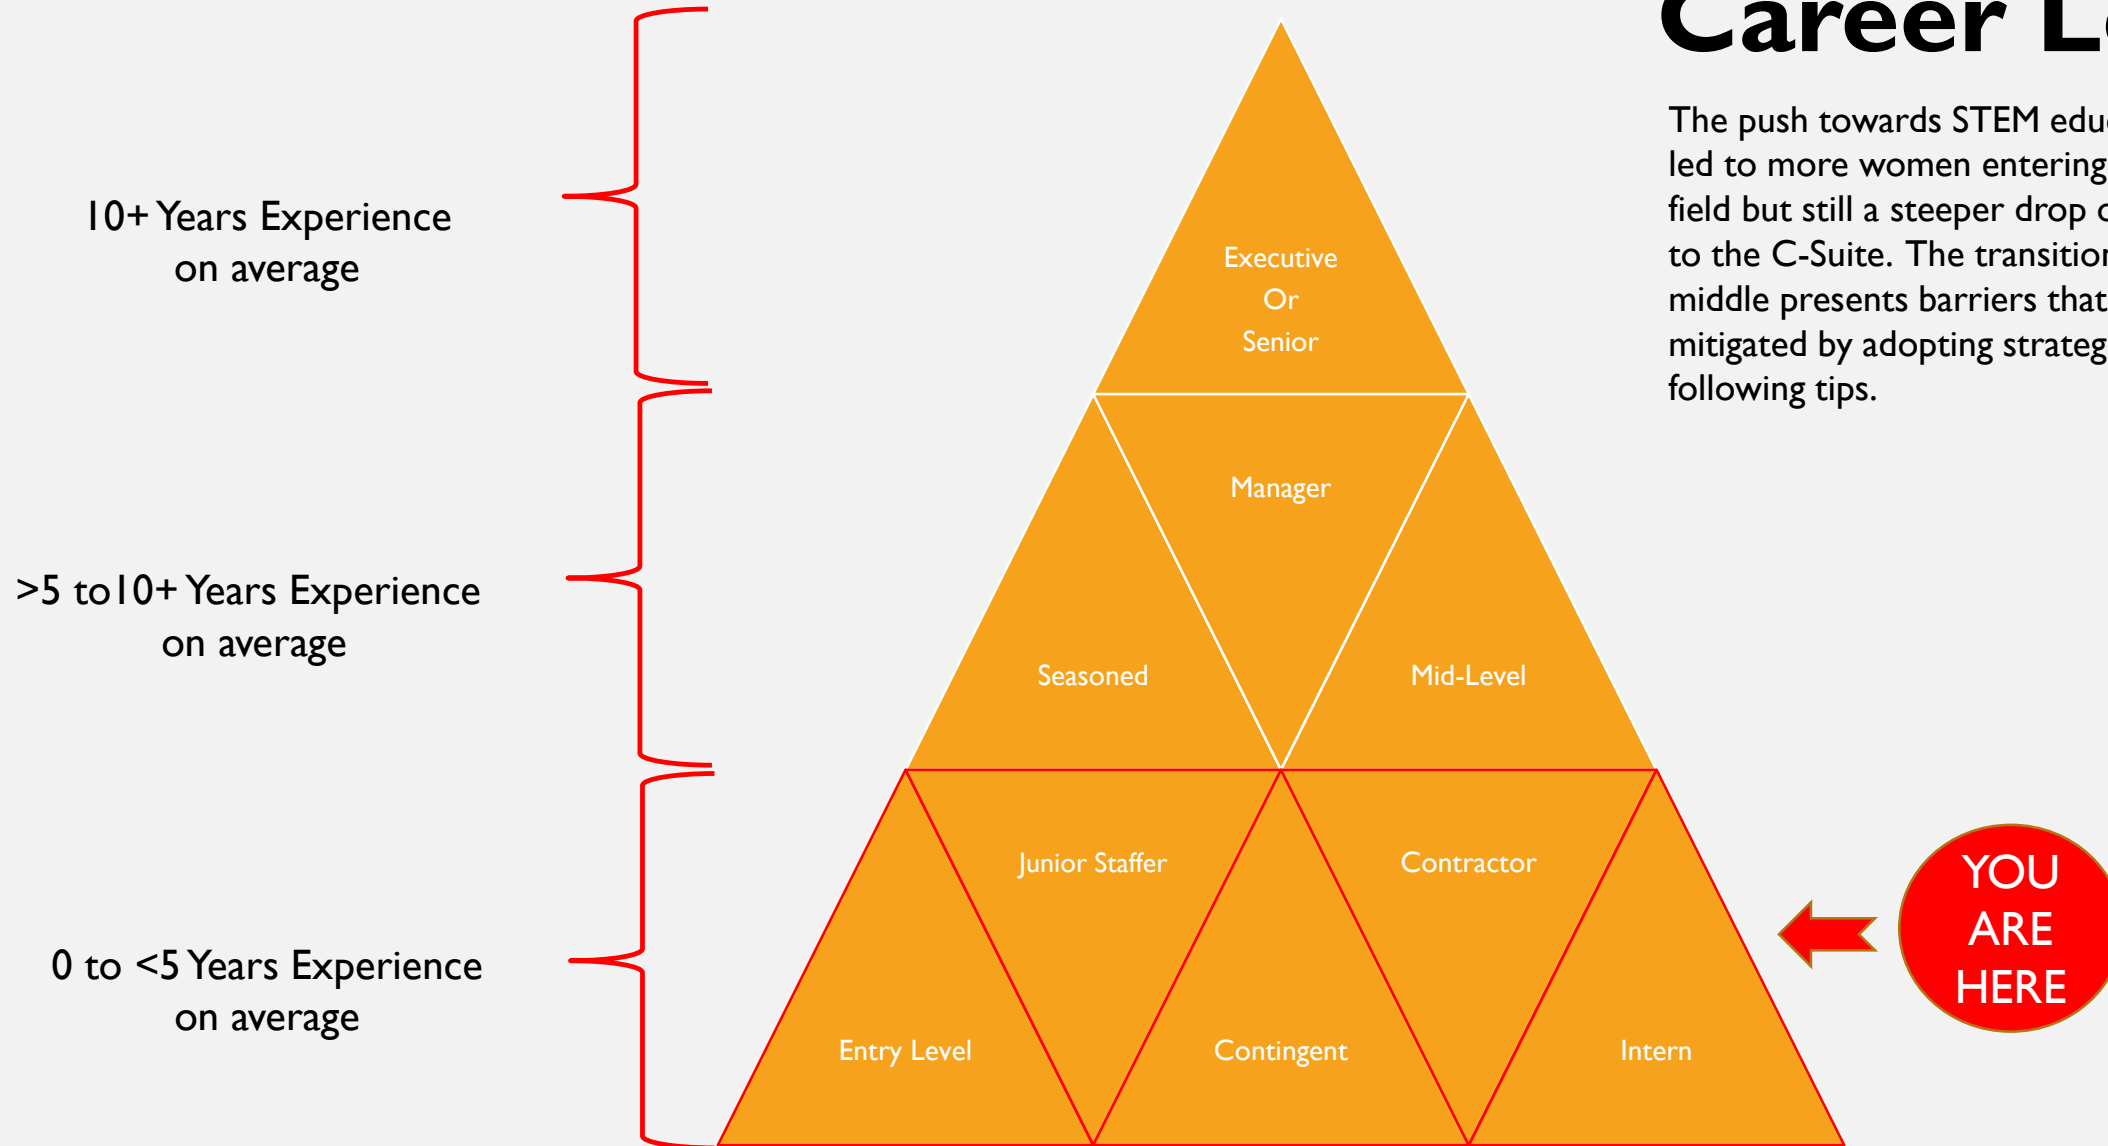 Career
The push towards STEM
led to more women entering
field but still a steeper drop
to the C-Suite. The transition
middle presents barriers that
mitigated by adopting
following tips.
10+ Years Experience
on average
>5 to10+ Years Experience
on average
0 to <5 Years Experience
on average
Executive
Or
Senior
Manager
Seasoned
Mid-Level
Junior Staffer
Contractor
Entry Level
Contingent
Intern
YOU
ARE
HERE